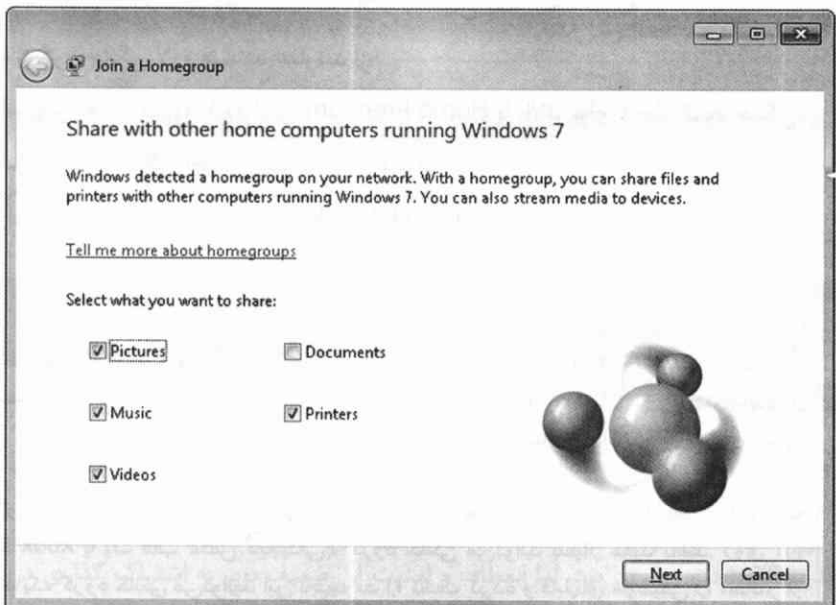 Join a Homegroup
Share with other home computers running Windows 7
Windows detected a homegroup on your network. With a homegroup, you can share files and
printers with other computers running Windows 7. You can also stream media to devices.
Tell me more about homegroups
Select what you want to share:
Pictures
Documents
Music
Printers
Videos
Next
Cancel